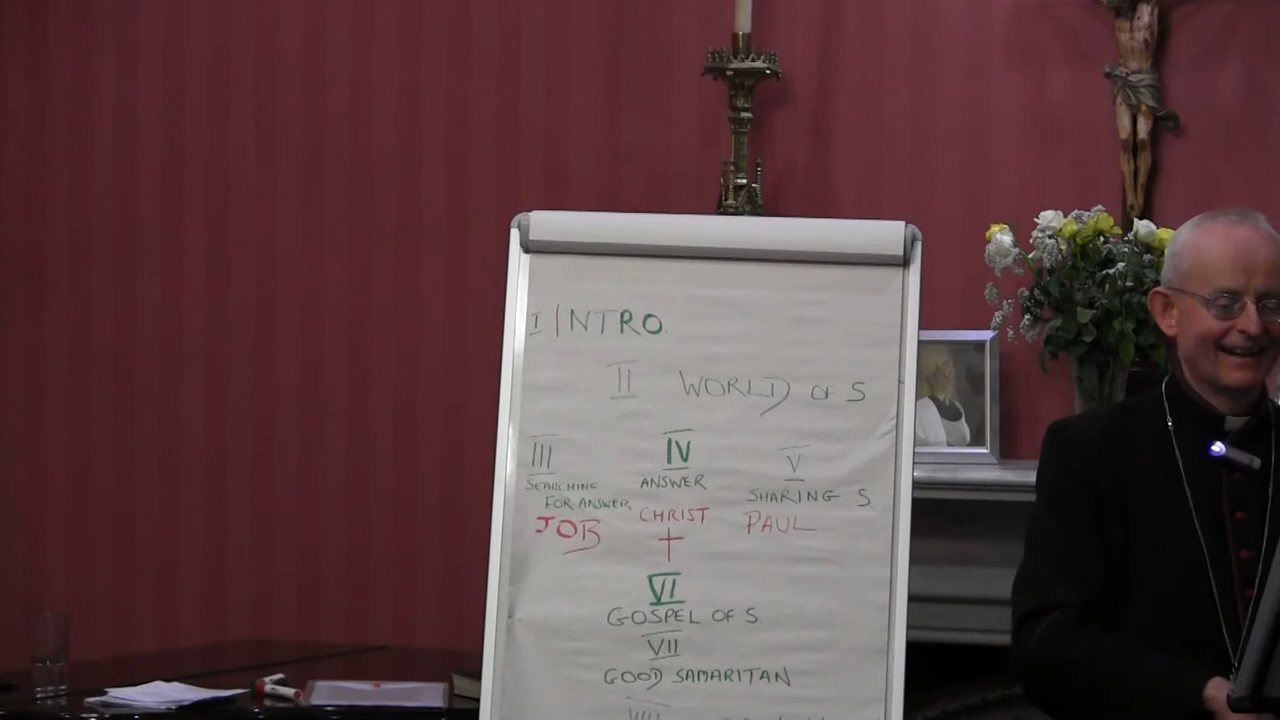 I INTRO.
II WORLD OF S
III IV V
SEARCHING FOR ANSWER
JOB
ANSWER
CHRIST
SHARING S
PAUL
VI
GOSPEL OF S
VII
GOOD SAMARITAN
VIII